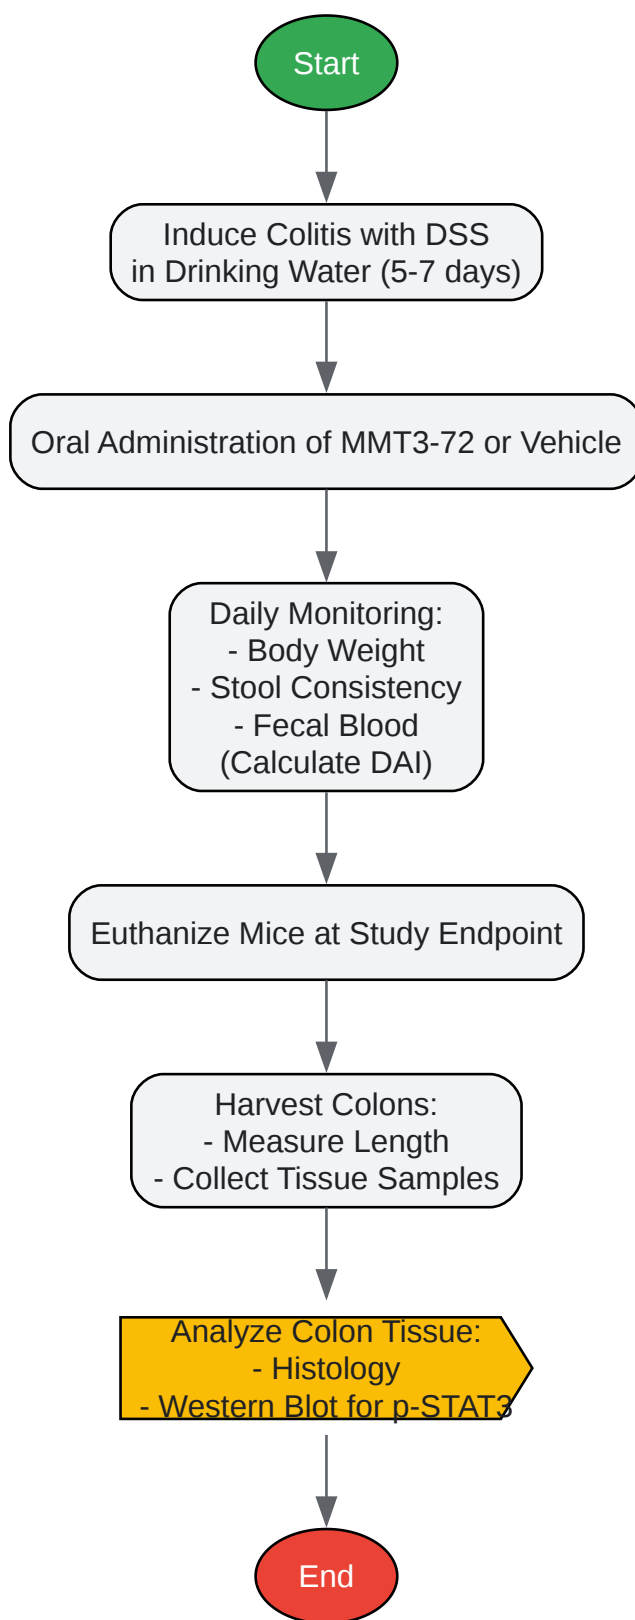 Start
Induce Colitis with DSS
in Drinking Water (5-7 days)
Oral Administration of MMT3-72 or Vehicle
Daily Monitoring:
- Body Weight
- Stool Consistency
- Fecal Blood
(Calculate DAI)
Euthanize Mice at Study Endpoint
Harvest Colons:
- Measure Length
- Collect Tissue Samples
Analyze Colon Tissue:
- Histology
- Western Blot for p-STAT3
End